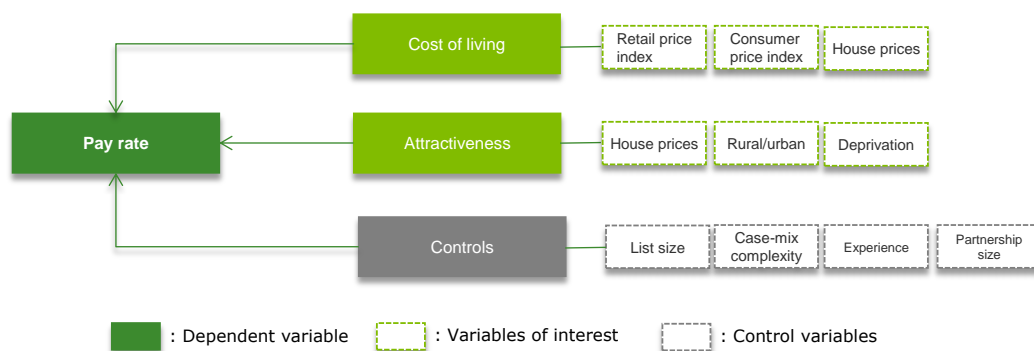 Cost of living
Retail price
index
Consumer
price index
House prices
Pay rate
Attractiveness
House prices
Rural/urban
Deprivation
Controls
List size
Case-mix
complexity
Experience
Partnership
size
: Dependent variable
: Variables of interest
: Control variables